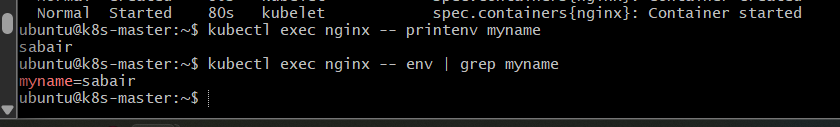 Normal Started 80s kubelet spec.containers{nginx}: Container started
ubuntu@k8s-master:~$ kubectl exec nginx -- printenv myname
sabair
ubuntu@k8s-master:~$ kubectl exec nginx -- env | grep myname
myname=sabair
ubuntu@k8s-master:~$